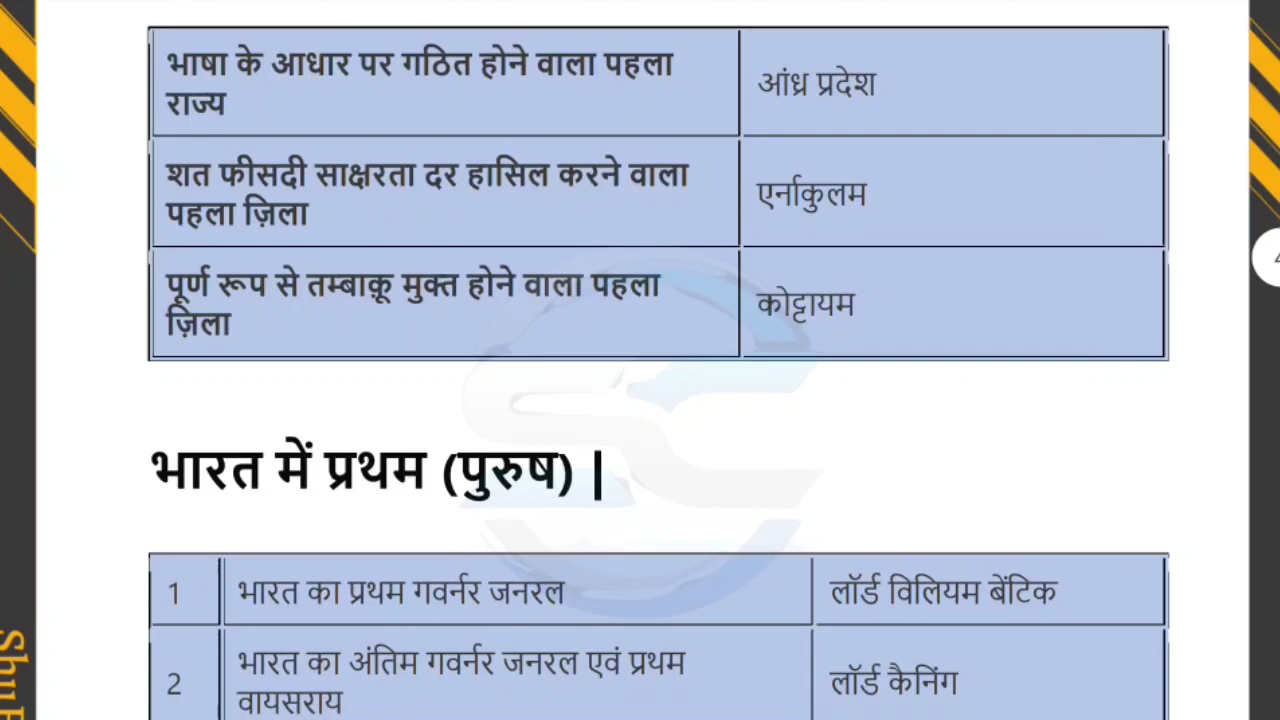 भाषा के आधार पर गठित होने वाला पहला
राज्य
आंध्र प्रदेश
शत फीसदी साक्षरता दर हासिल करने वाला
पहला ज़िला
एर्नाकुलम
पूर्ण रूप से तम्बाक़ू मुक्त होने वाला पहला
ज़िला
कोट्टायम
भारत में प्रथम (पुरुष) |
1 भारत का प्रथम गवर्नर जनरल लॉर्ड विलियम बेंटिक
2 भारत का अंतिम गवर्नर जनरल एवं प्रथम
वायसराय
लॉर्ड कैनिंग